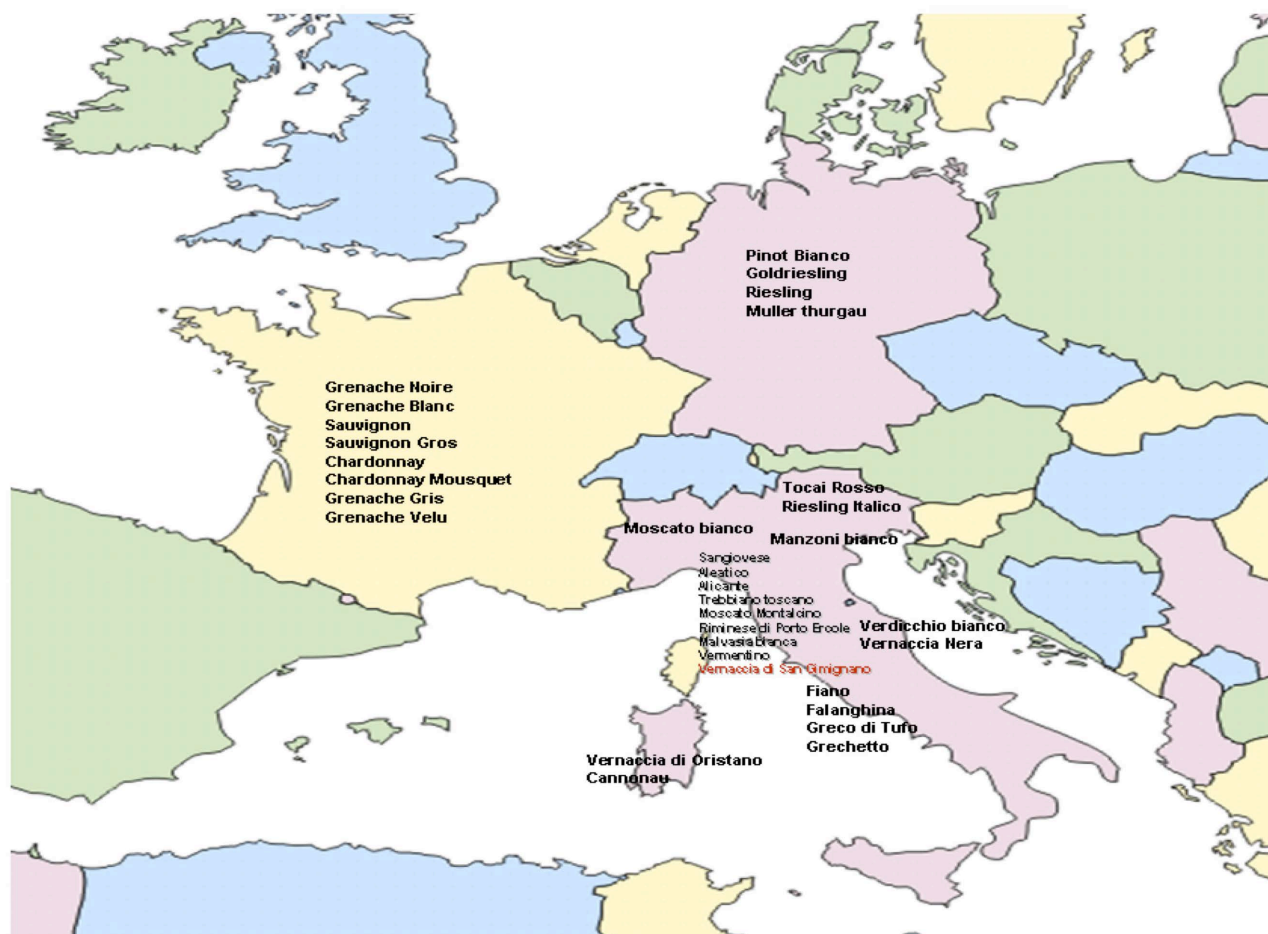 Pinot Bianco
Goldriesling
Riesling
Muller thurgau
Grenache Noire
Grenache Blanc
Sauvignon
Sauvignon Gros
Chardonnay
Chardonnay Mousquet
Grenache Gris
Grenache Velu
Tocai Rosso
Riesling Italico
Moscato bianco
Manzoni bianco
Sangiovese
Aleatico
Alicante
Trebbiano toscano
Moscato Montalcino
Riminese di Porto Ercole
Malvasia bianca
Vermentino
Vernaccia di San Gimignano
Verdicchio bianco
Vernaccia Nera
Fiano
Falanghina
Greco di Tufo
Grechetto
Vernaccia di Oristano
Cannonau